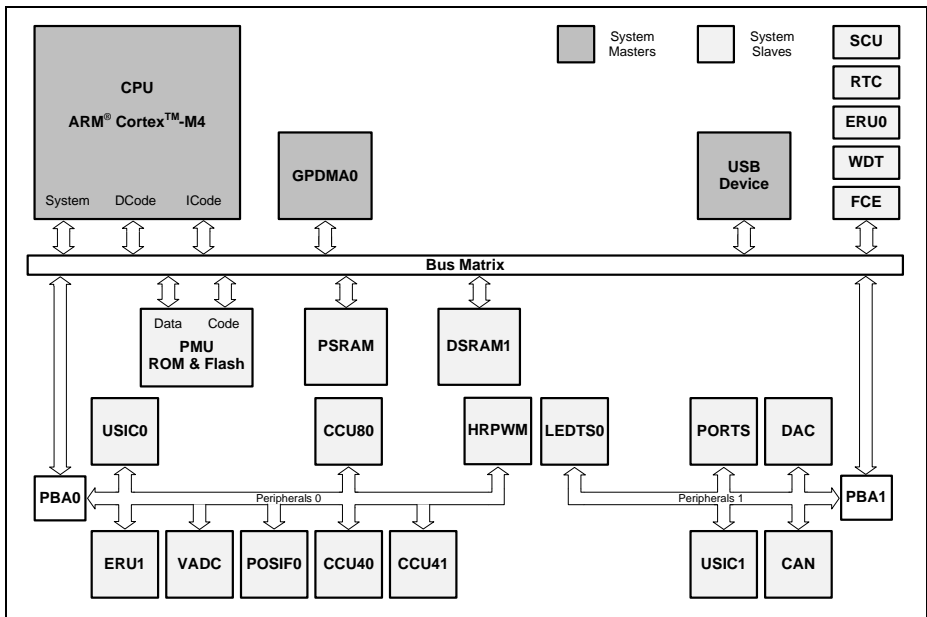 CPU
ARM® Cortex™-M4
System DCode ICode
GPDMA0
System
Masters
System
Slaves
USB
Device
SCU
RTC
ERU0
WDT
FCE
Bus Matrix
Data Code
PMU
ROM & Flash
PSRAM
DSRAM1
USIC0
CCU80
HRPWM
LEDTS0
PORTS
DAC
PBA0
Peripherals 0
Peripherals 1
PBA1
ERU1
VADC
POSIF0
CCU40
CCU41
USIC1
CAN